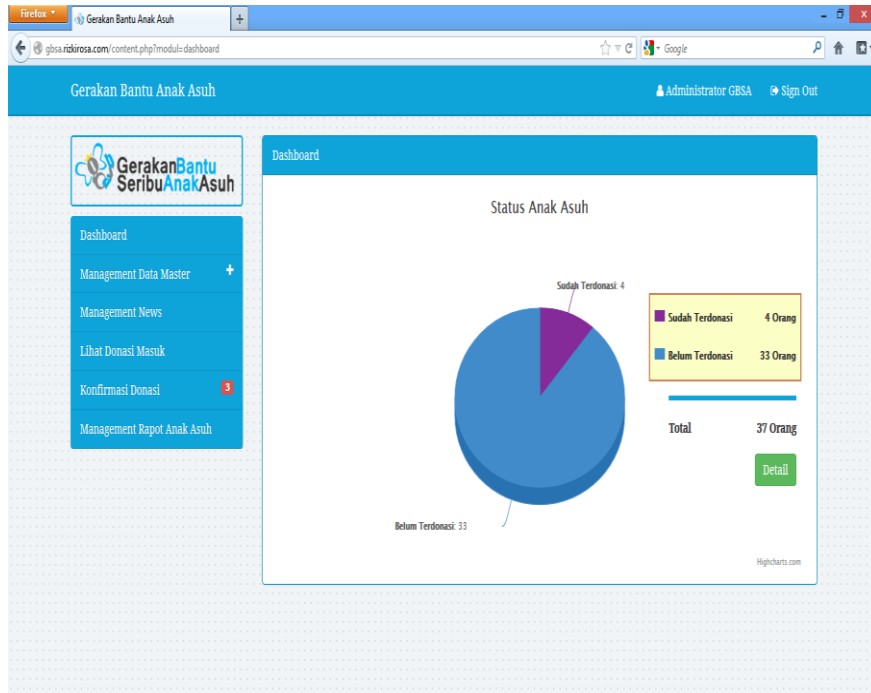 Firefox
Gerakan Bantu Anak Asuh
gbsa.rizkirosa.com/content.php?modul=dashboard
Google
Gerakan Bantu Anak Asuh
Administrator GBSA
Sign Out
GerakanBantu
SeribuAnakAsuh
Dashboard
Management Data Master
Management News
Lihat Donasi Masuk
Konfirmasi Donasi 3
Management Rapot Anak Asuh
Dashboard
Status Anak Asuh
Sudah Terdonasi: 4
Belum Terdonasi: 33
Sudah Terdonasi 4 Orang
Belum Terdonasi 33 Orang
Total 37 Orang
Detail
Highcharts.com